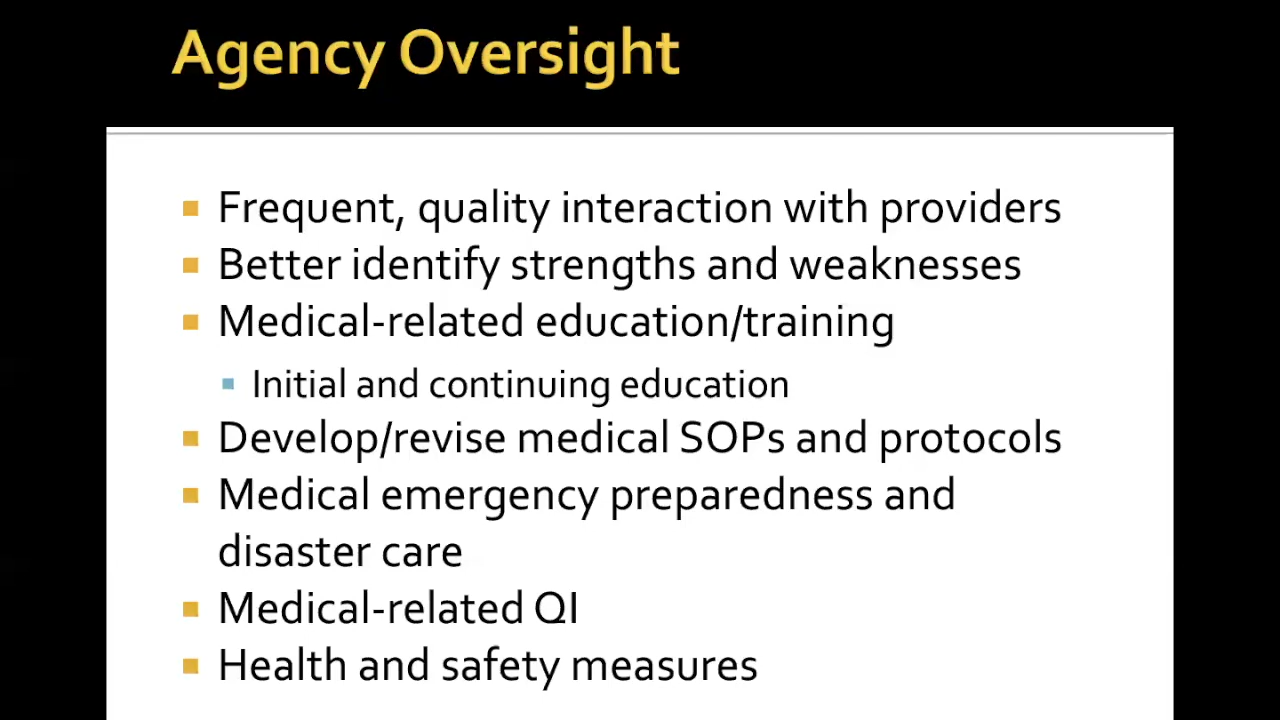 Agency Oversight
Frequent, quality interaction with providers
Better identify strengths and weaknesses
Medical-related education/training
Initial and continuing education
Develop/revise medical SOPs and protocols
Medical emergency preparedness and
disaster care
Medical-related QI
Health and safety measures